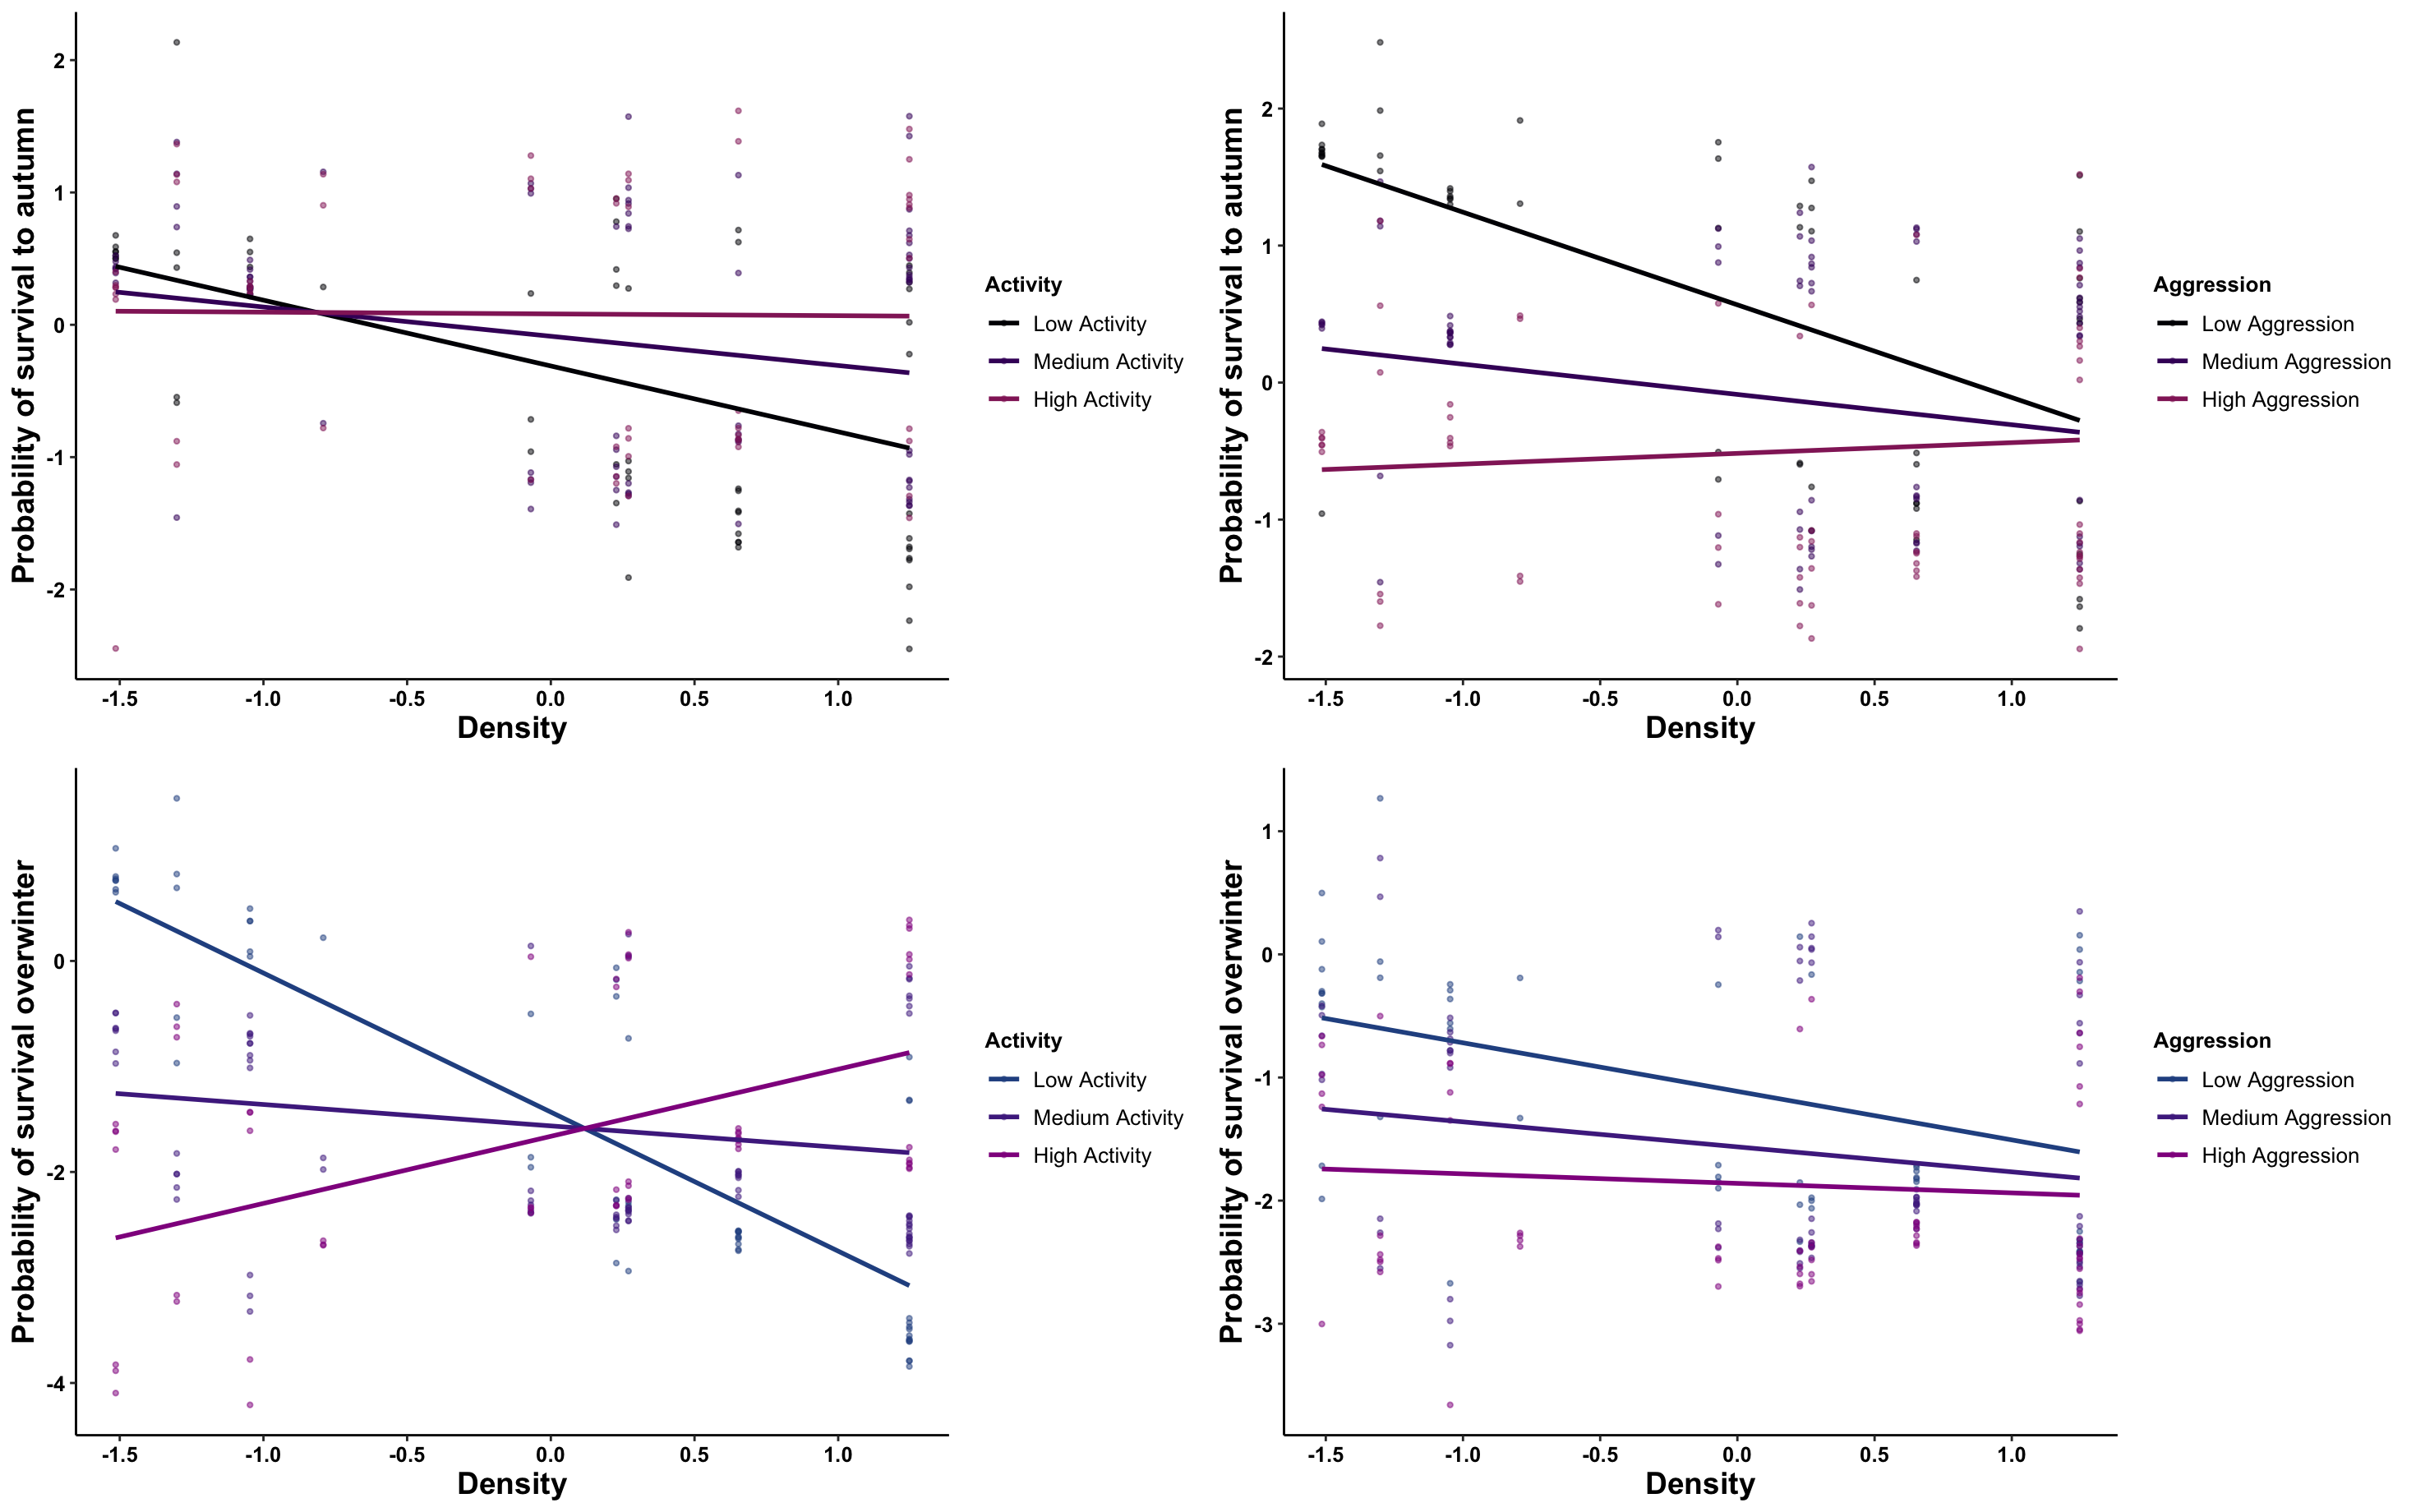 Probability of survival to autumn
2
1
0
-1
-2
-1.5 -1.0 -0.5 0.0 0.5 1.0
Density
Activity
Low Activity
Medium Activity
High Activity
Probability of survival to autumn
2
1
0
-1
-2
-1.5 -1.0 -0.5 0.0 0.5 1.0
Density
Aggression
Low Aggression
Medium Aggression
High Aggression
Probability of survival overwinter
0
-2
-4
-1.5 -1.0 -0.5 0.0 0.5 1.0
Density
Activity
Low Activity
Medium Activity
High Activity
Probability of survival overwinter
1
0
-1
-2
-3
-1.5 -1.0 -0.5 0.0 0.5 1.0
Density
Aggression
Low Aggression
Medium Aggression
High Aggression